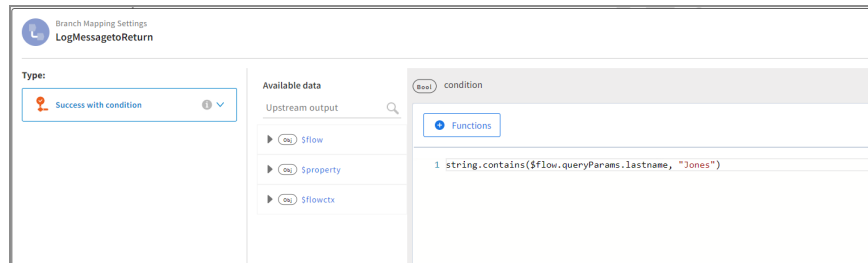 Branch Mapping Settings
LogMessagetoReturn
Type:
Success with condition
Available data
Upstream output
Obj $flow
Obj $property
Obj $flowctx
Bool condition
Functions
1 string.contains($flow.queryParams.lastname, "Jones")